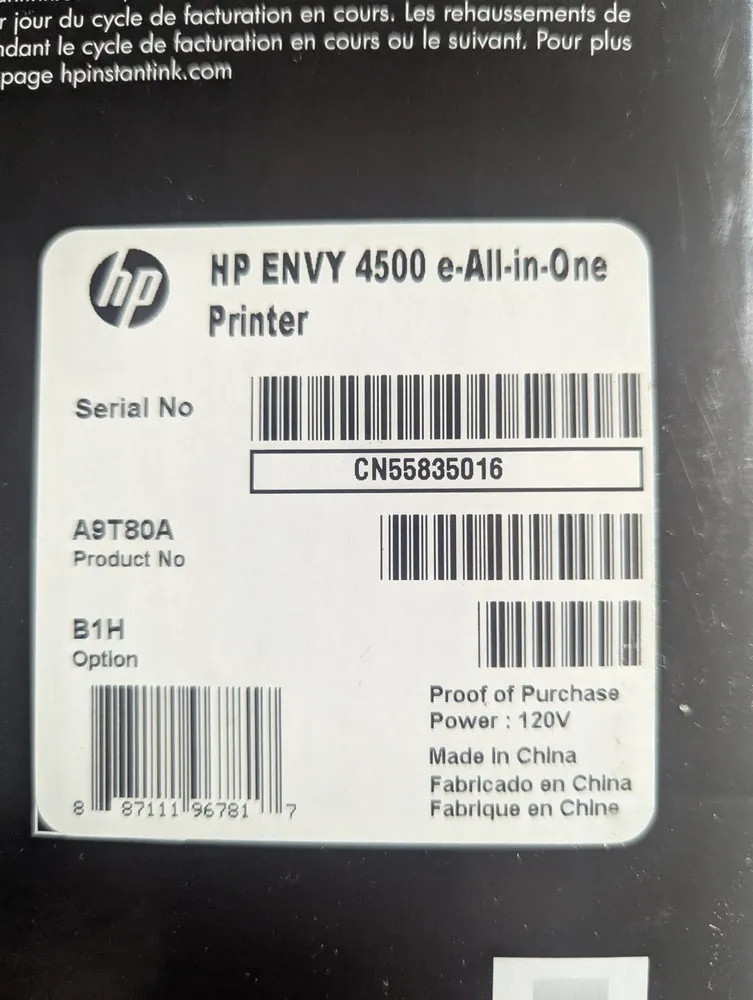 r jour du cycle de facturation en cours. Les rehaussements de
ndant le cycle de facturation en cours ou le suivant. Pour plus
page hpinstantink.com
hp
HP ENVY 4500 e-All-in-One
Printer
Serial No
CN55835016
A9T80A
Product No
B1H
Option
Proof of Purchase
Power : 120V
Made in China
Fabricado en China
Fabrique en Chine
8 87111 96781 7